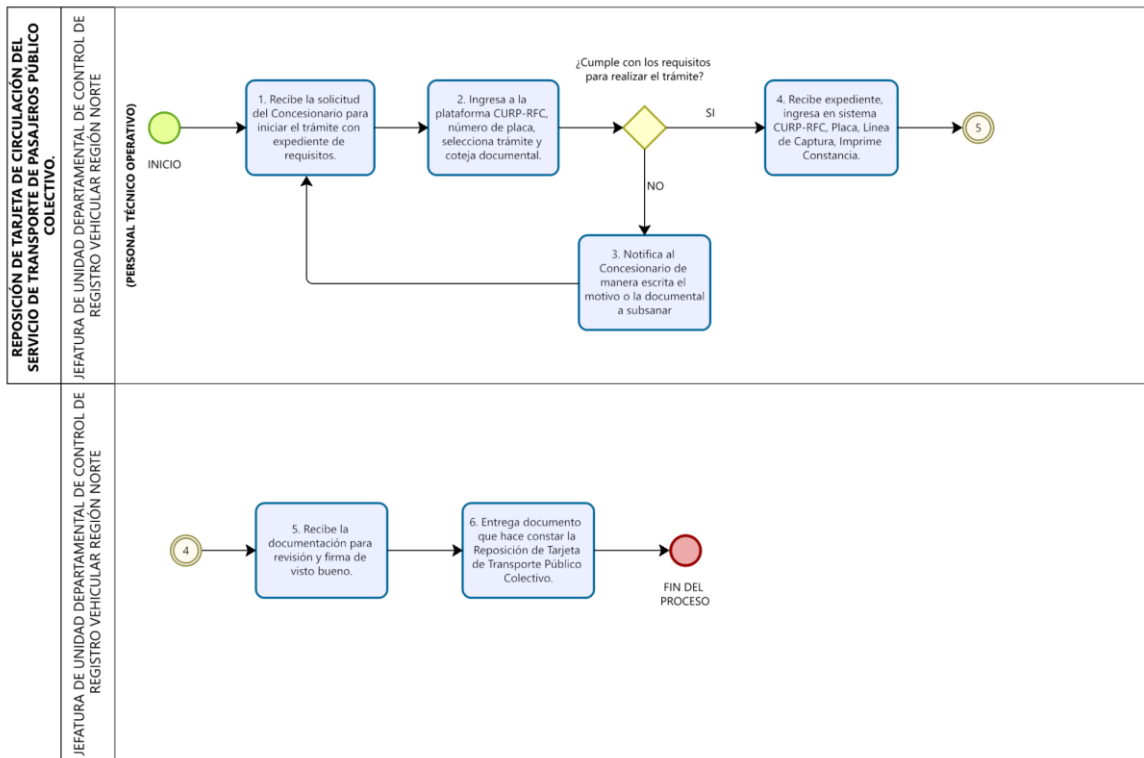 REPOSICIÓN DE TARJETA DE CIRCULACIÓN DEL
SERVICIO DE TRANSPORTE DE PASAJEROS PÚBLICO
COLECTIVO.
JEFATURA DE UNIDAD DEPARTAMENTAL DE CONTROL DE
REGISTRO VEHICULAR REGIÓN NORTE
(PERSONAL TÉCNICO OPERATIVO)
INICIO
1. Recibe la solicitud
del Concesionario para
iniciar el trámite con
expediente de
requisitos.
2. Ingresa a la
plataforma CURP-RFC,
número de placa,
selecciona trámite y
coteja documental.
¿Cumple con los requisitos
para realizar el trámite?
SI
NO
3. Notifica al
Concesionario de
manera escrita el
motivo o la documental
a subsanar
4. Recibe expediente,
ingresa en sistema
CURP-RFC, Placa, Línea
de Captura, Imprime
Constancia.
5
JEFATURA DE UNIDAD DEPARTAMENTAL DE CONTROL DE
REGISTRO VEHICULAR REGIÓN NORTE
4
5. Recibe la
documentación para
revisión y firma de
visto bueno.
6. Entrega documento
que hace constar la
Reposición de Tarjeta
de Transporte Público
Colectivo.
FIN DEL
PROCESO